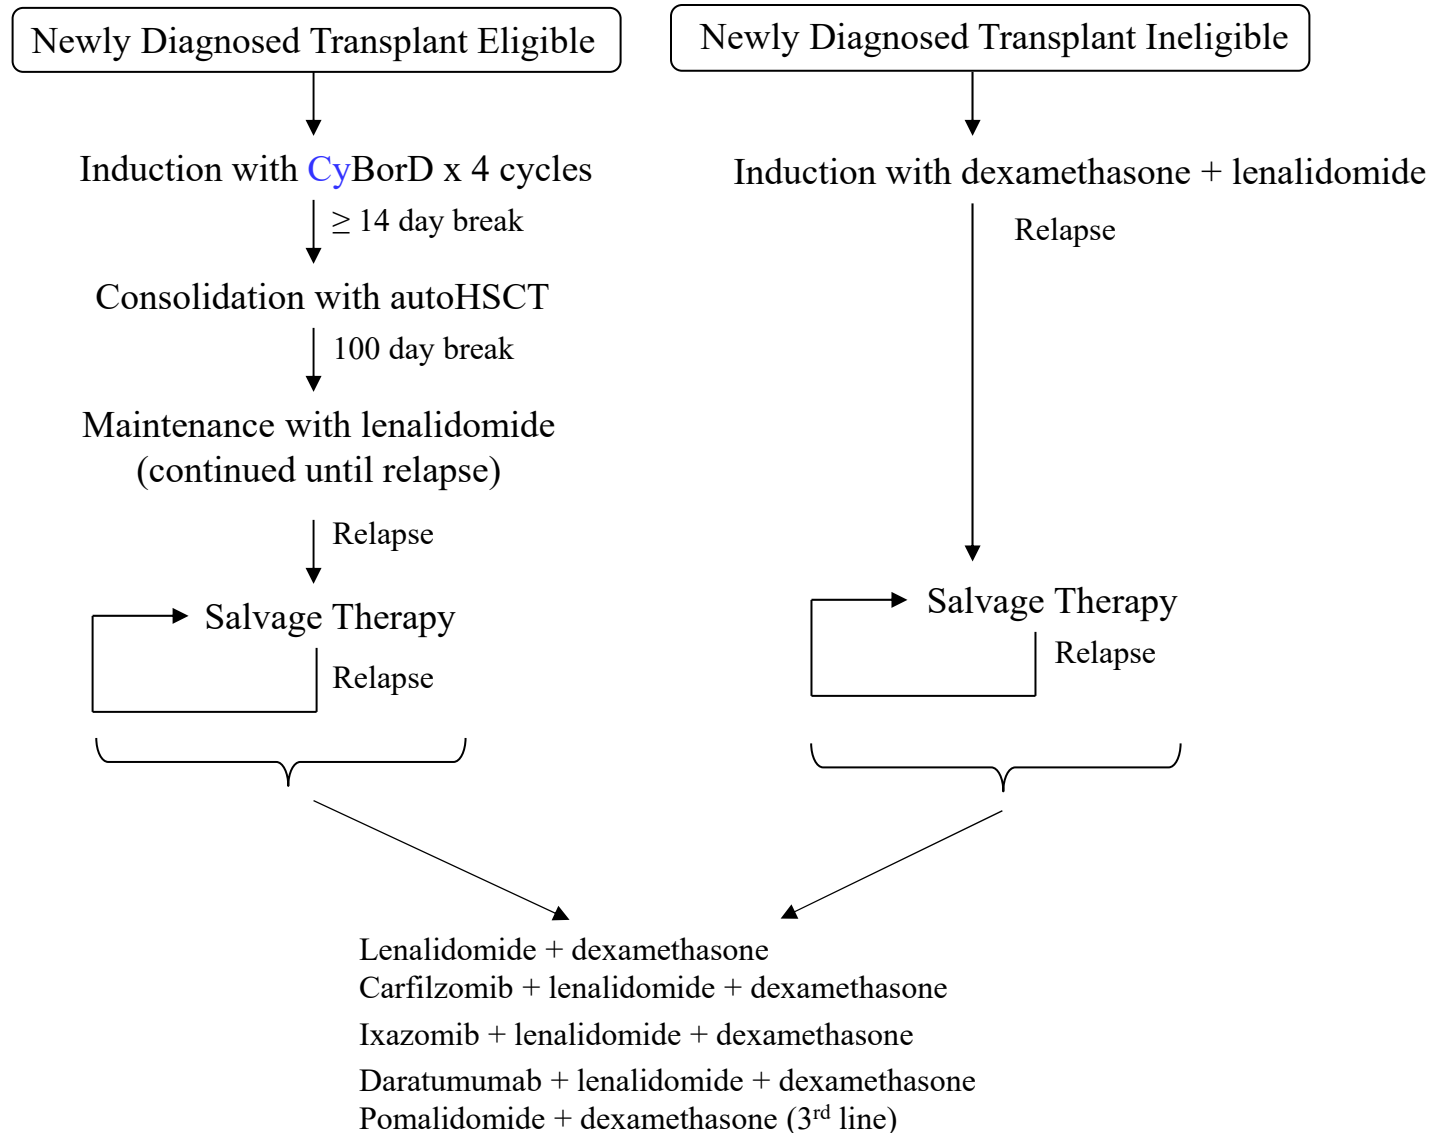 Newly Diagnosed Transplant Eligible
Induction with CyBorD x 4 cycles
≥ 14 day break
Consolidation with autoHSCT
100 day break
Maintenance with lenalidomide
(continued until relapse)
Relapse
Salvage Therapy
Relapse
Newly Diagnosed Transplant Ineligible
Induction with dexamethasone + lenalidomide
Relapse
Salvage Therapy
Relapse
Lenalidomide + dexamethasone
Carfilzomib + lenalidomide + dexamethasone
Ixazomib + lenalidomide + dexamethasone
Daratumumab + lenalidomide + dexamethasone
Pomalidomide + dexamethasone (3rd line)